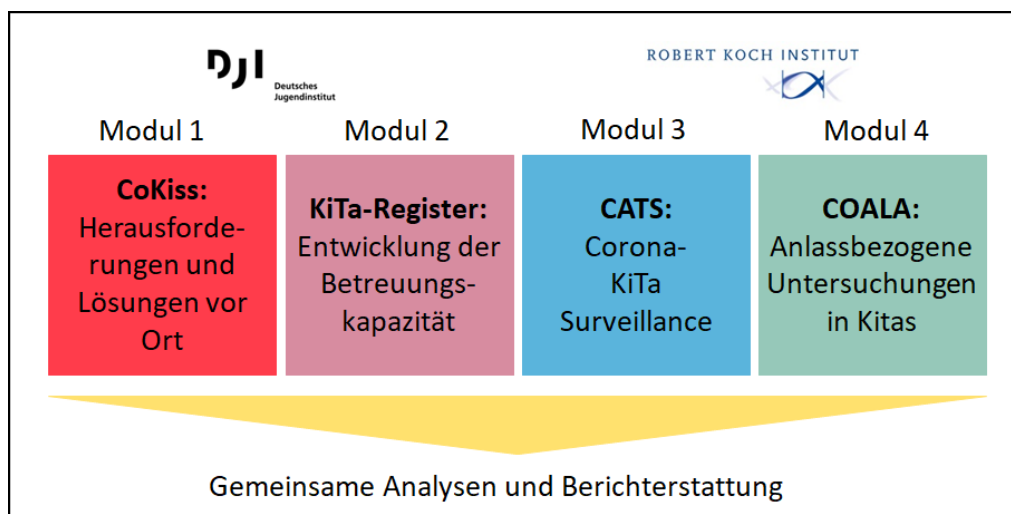 DJI
Deutsches
Jugendinstitut
ROBERT KOCH INSTITUT
Modul 1
Modul 2
Modul 3
Modul 4
CoKiss:
Herausforde-
rungen und
Lösungen vor
Ort
KiTa-Register:
Entwicklung der
Betreuungs-
kapazität
CATS:
Corona-
KiTa
Surveillance
COALA:
Anlassbezogene
Untersuchungen
in Kitas
Gemeinsame Analysen und Berichterstattung